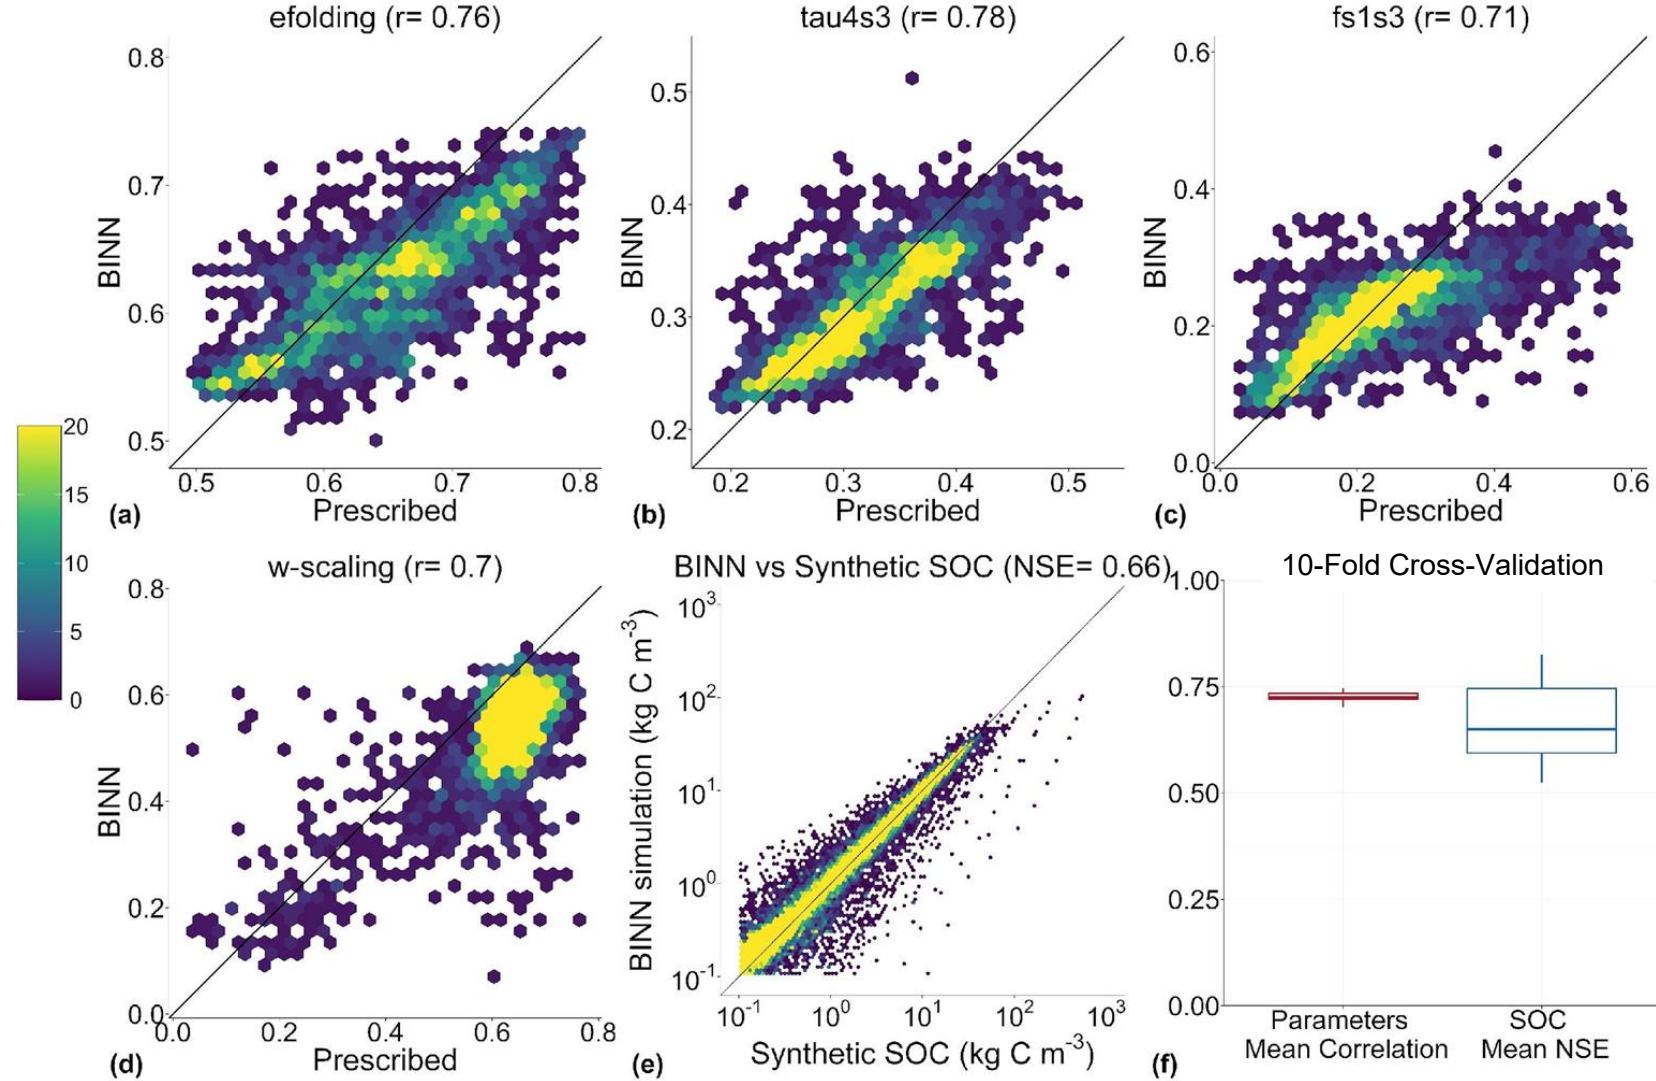 efolding (r= 0.76)
BINN
0.8
0.7
0.6
0.5
0.5 0.6 0.7 0.8
Prescribed
(a)
tau4s3 (r= 0.78)
BINN
0.5
0.4
0.3
0.2
0.2 0.3 0.4 0.5
Prescribed
(b)
fs1s3 (r= 0.71)
BINN
0.6
0.4
0.2
0.0
0.0 0.2 0.4 0.6
Prescribed
(c)
20
15
10
5
0
w-scaling (r= 0.7)
BINN
0.8
0.6
0.4
0.2
0.0
0.0 0.2 0.4 0.6 0.8
Prescribed
(d)
BINN vs Synthetic SOC (NSE= 0.66)
BINN simulation (kg C m⁻³)
10³
10²
10¹
10⁰
10⁻¹
10⁻¹ 10⁰ 10¹ 10² 10³
Synthetic SOC (kg C m⁻³)
(e)
10-Fold Cross-Validation
1.00
0.75
0.50
0.25
0.00
Parameters SOC
Mean Correlation Mean NSE
(f)